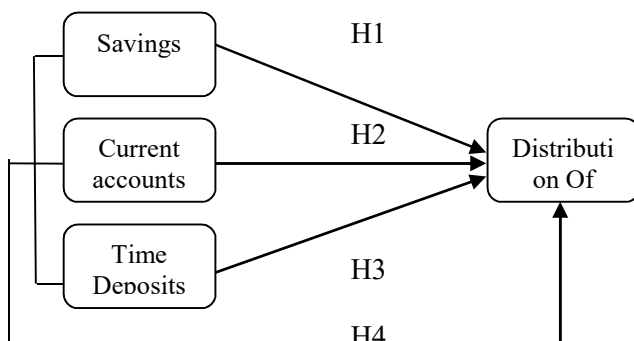 Savings
H1
H2
Current
accounts
Distributi
on Of
Time
Deposits
H3
H4